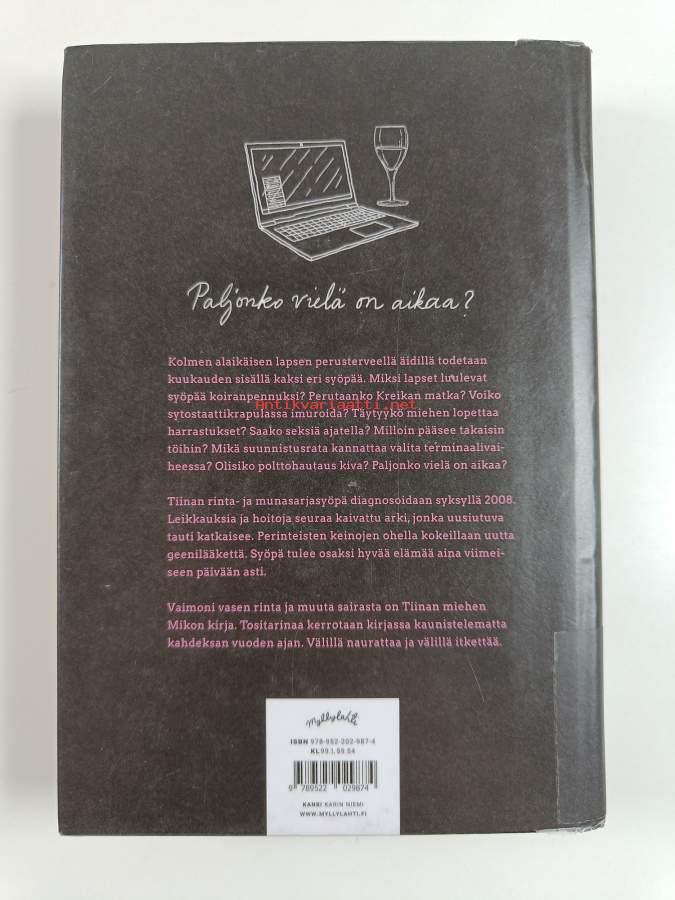 Paljonko vielä on aikaa?
Kolmen alaikäisen lapsen perusterveellä äidillä todetaan
kuukauden sisällä kaksi eri syöpää. Miksi lapset luulevat
syöpää koiranpennuksi? Perutaanko Kreikan matka? Voiko
Antikvariaatti.net
sytostaattikrapulassa imuroida? Täytyykö miehen lopettaa
harrastukset? Saako seksiä ajatella? Milloin pääsee takaisin
töihin? Mikä suunnistusrata kannattaa valita terminaalivai-
heessa? Olisiko polttohautaus kiva? Paljonko vielä on aikaa?
Tiinan rinta- ja munasarjasyöpä diagnosoidaan syksyllä 2008.
Leikkauksia ja hoitoja seuraa kaivattu arki, jonka uusiutuva
tauti katkaisee. Perinteisten keinojen ohella kokeillaan uutta
geenilääkettä. Syöpä tulee osaksi hyvää elämää aina viimei-
seen päivään asti.
Vaimoni vasen rinta ja muuta sairasta on Tiinan miehen
Mikon kirja. Tositarinaa kerrotaan kirjassa kaunistelematta
kahdeksan vuoden ajan. Välillä naurattaa ja välillä itkettää.
Myllylahti
ISBN 978-952-202-987-4
KL 99.1, 59.54
9 789522 029874
KANSI KARIN NIEMI
WWW.MYLLYLAHTI.FI